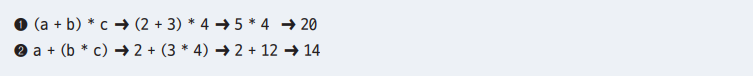 ❶ (a + b) * c ➔ (2 + 3) * 4 ➔ 5 * 4 ➔ 20
❷ a + (b * c) ➔ 2 + (3 * 4) ➔ 2 + 12 ➔ 14